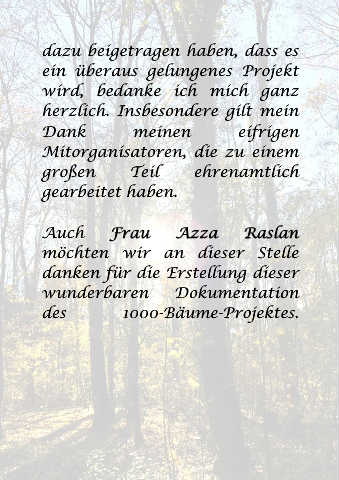 dazu beigetragen haben, dass es
ein überaus gelungenes Projekt
wird, bedanke ich mich ganz
herzlich. Insbesondere gilt mein
Dank meinen eifrigen
Mitorganisatoren, die zu einem
großen Teil ehrenamtlich
gearbeitet haben.
Auch Frau Azza Raslan
möchten wir an dieser Stelle
danken für die Erstellung dieser
wunderbaren Dokumentation
des 1000-Bäume-Projektes.